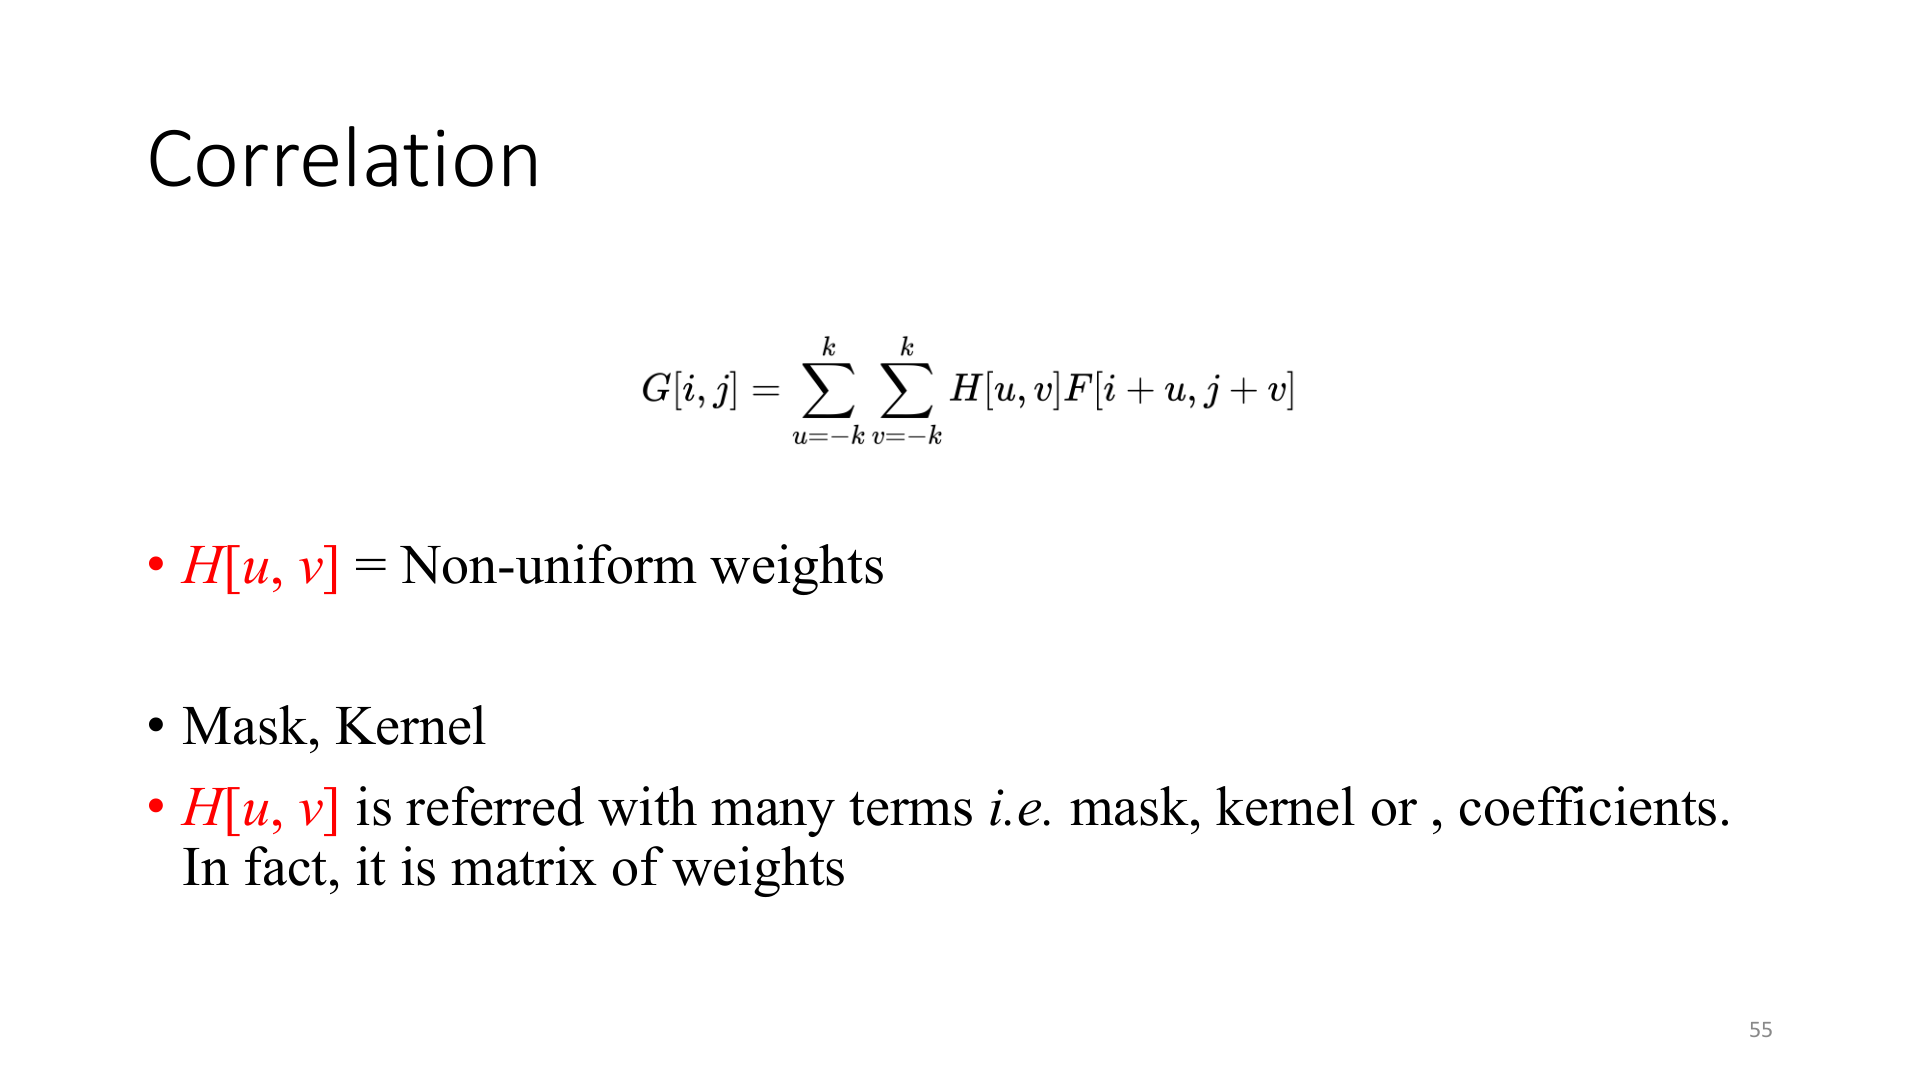 Correlation
G[i, j] = \sum_{u=-k}^{k} \sum_{v=-k}^{k} H[u, v]F[i + u, j + v]
• H[u, v] = Non-uniform weights
• Mask, Kernel
• H[u, v] is referred with many terms i.e. mask, kernel or , coefficients.
In fact, it is matrix of weights
55